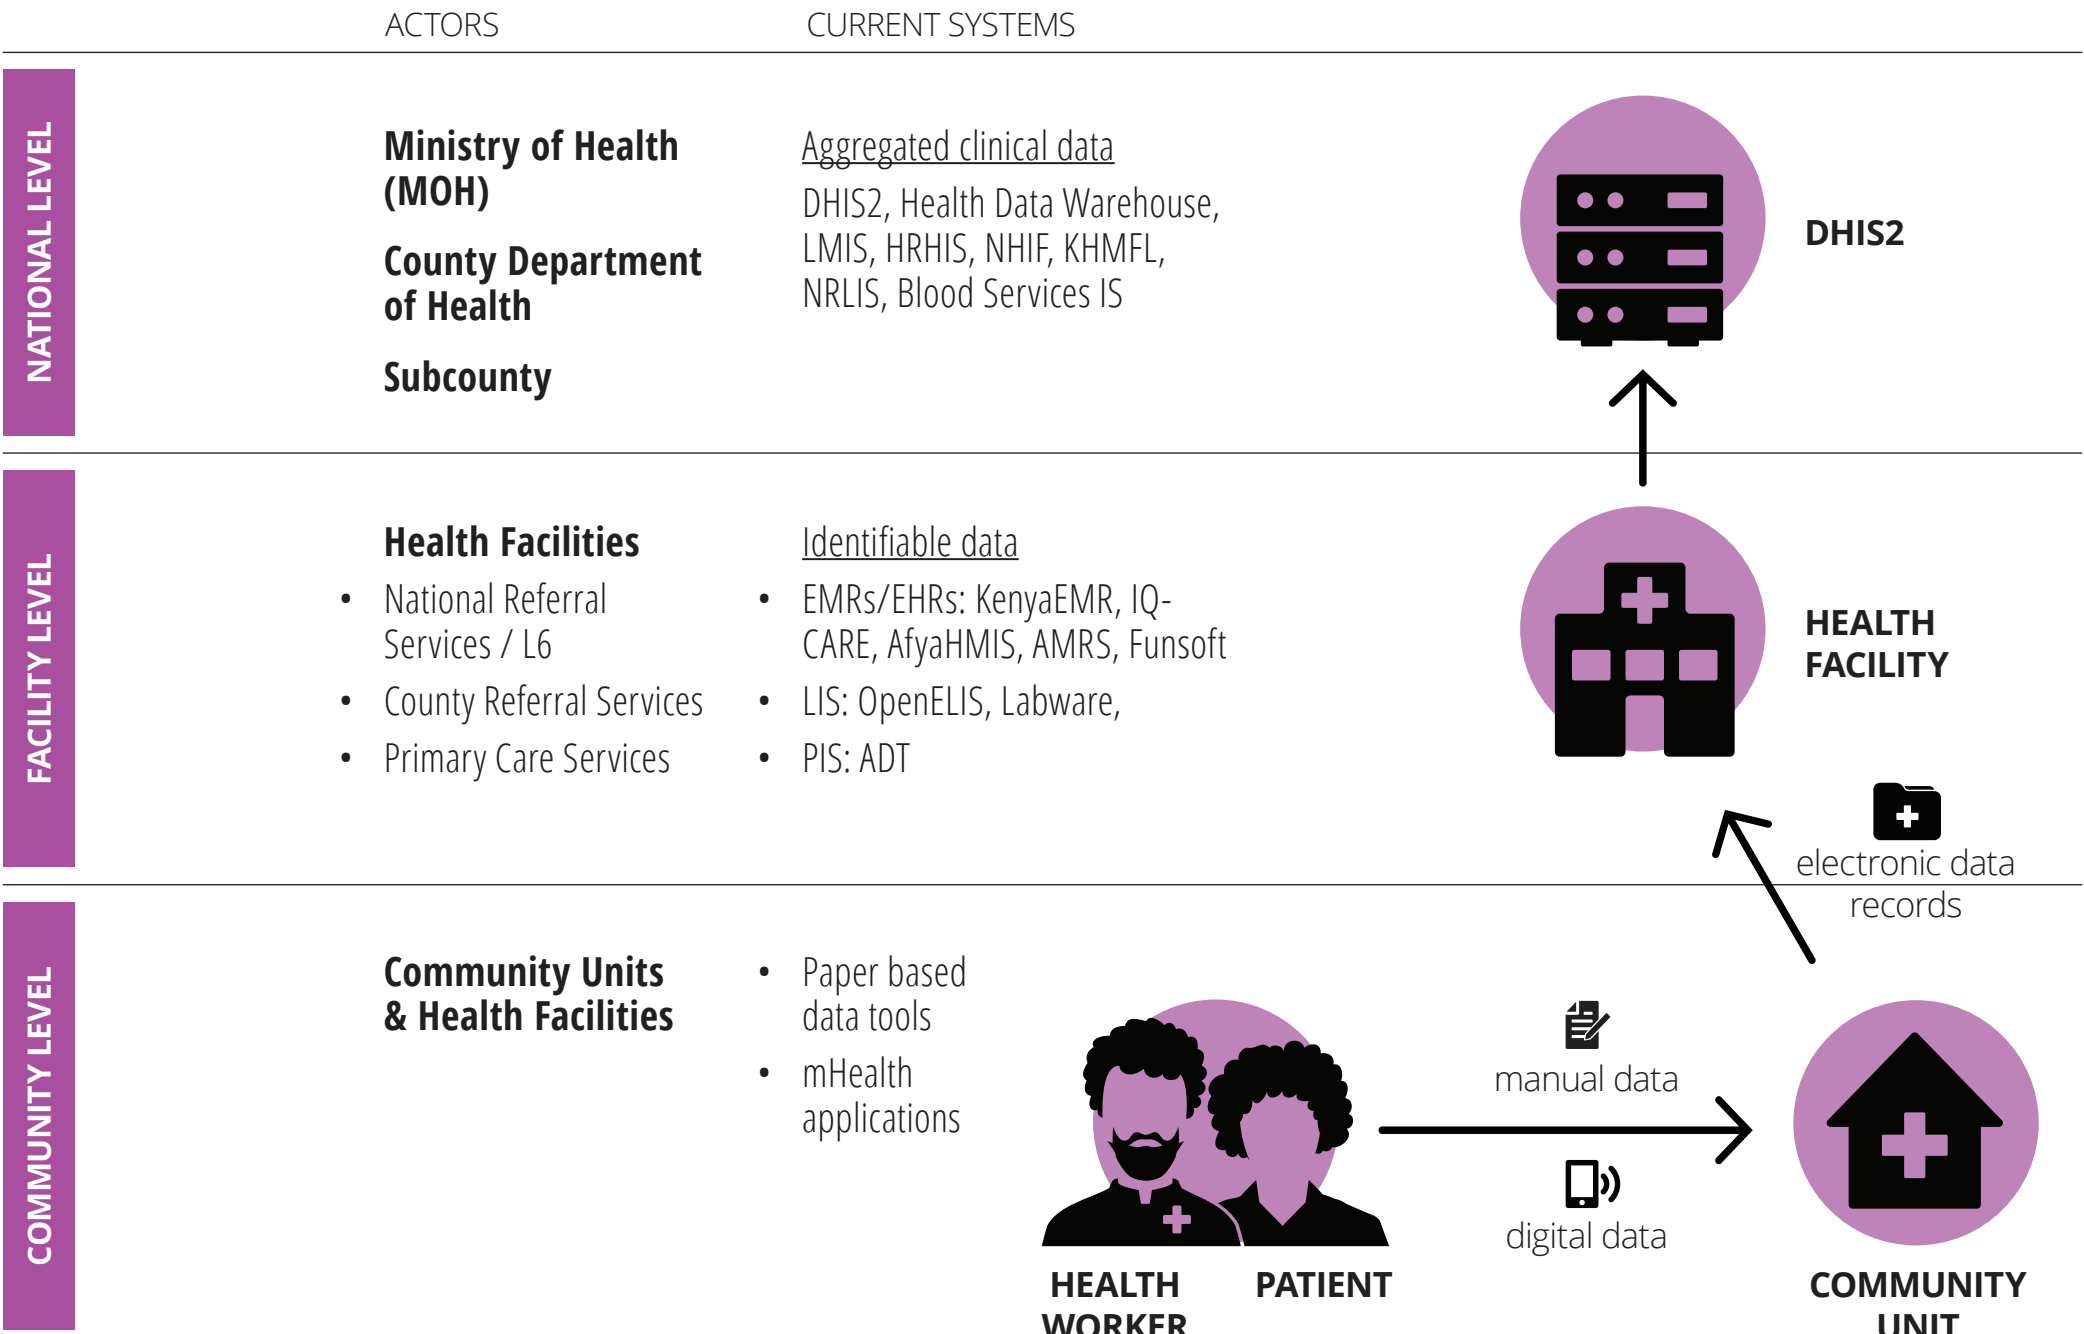 ACTORS
CURRENT SYSTEMS
NATIONAL LEVEL
Ministry of Health
(MOH)
County Department
of Health
Subcounty
Aggregated clinical data
DHIS2, Health Data Warehouse,
LMIS, HRHIS, NHIF, KHMFL,
NRLIS, Blood Services IS
DHIS2
FACILITY LEVEL
Health Facilities
• National Referral
Services / L6
• County Referral Services
• Primary Care Services
Identifiable data
• EMRs/EHRs: KenyaEMR, IQ-
CARE, AfyaHMIS, AMRS, Funsoft
• LIS: OpenELIS, Labware,
• PIS: ADT
HEALTH
FACILITY
electronic data
records
COMMUNITY LEVEL
Community Units
& Health Facilities
• Paper based
data tools
• mHealth
applications
HEALTH
WORKER
PATIENT
manual data
digital data
COMMUNITY
UNIT